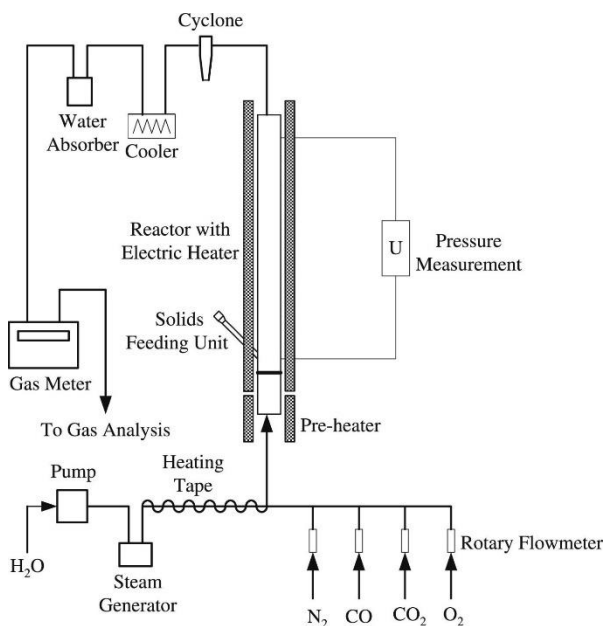 Cyclone
Water
Absorber
Cooler
Reactor with
Electric Heater
U
Pressure
Measurement
Solids
Feeding Unit
Gas Meter
To Gas Analysis
Pre-heater
Pump
Heating
Tape
H₂O
Steam
Generator
Rotary Flowmeter
N₂ CO CO₂ O₂